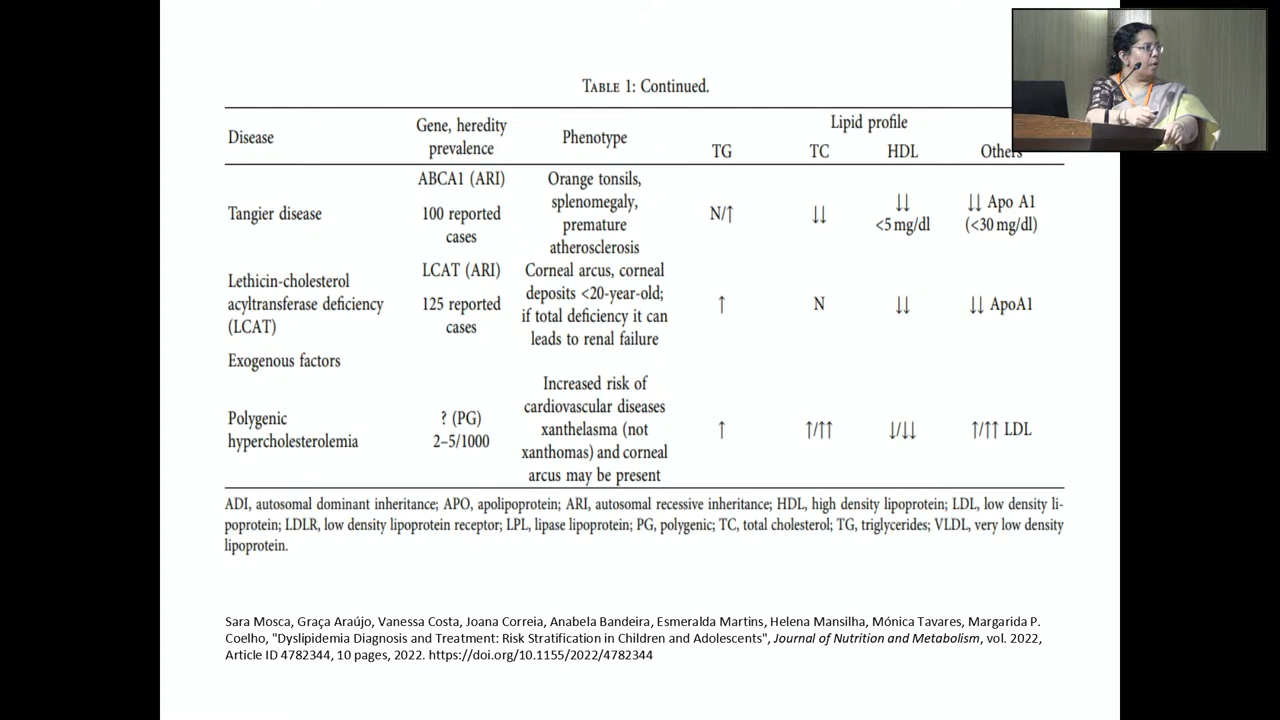 TABLE 1: Continued.
Disease
Gene, heredity
prevalence
Phenotype
Lipid profile
TG
TC
HDL
Others
Tangier disease
ABCA1 (ARI)
100 reported
cases
Orange tonsils,
splenomegaly,
premature
atherosclerosis
N/↑
↓↓
↓↓
<5 mg/dl
↓↓ Apo A1
(<30 mg/dl)
Lethicin-cholesterol
acyltransferase deficiency
(LCAT)
LCAT (ARI)
125 reported
cases
Corneal arcus, corneal
deposits <20-year-old;
if total deficiency it can
leads to renal failure
↑
N
↓↓
↓↓ ApoA1
Exogenous factors
Polygenic
hypercholesterolemia
? (PG)
2–5/1000
Increased risk of
cardiovascular diseases
xanthelasma (not
xanthomas) and corneal
arcus may be present
↑
↑/↑↑
↓/↓↓
↑/↑↑ LDL
ADI, autosomal dominant inheritance; APO, apolipoprotein; ARI, autosomal recessive inheritance; HDL, high density lipoprotein; LDL, low density li-
poprotein; LDLR, low density lipoprotein receptor; LPL, lipase lipoprotein; PG, polygenic; TC, total cholesterol; TG, triglycerides; VLDL, very low density
lipoprotein.
Sara Mosca, Graça Araújo, Vanessa Costa, Joana Correia, Anabela Bandeira, Esmeralda Martins, Helena Mansilha, Mónica Tavares, Margarida P.
Coelho, "Dyslipidemia Diagnosis and Treatment: Risk Stratification in Children and Adolescents", Journal of Nutrition and Metabolism, vol. 2022,
Article ID 4782344, 10 pages, 2022. https://doi.org/10.1155/2022/4782344